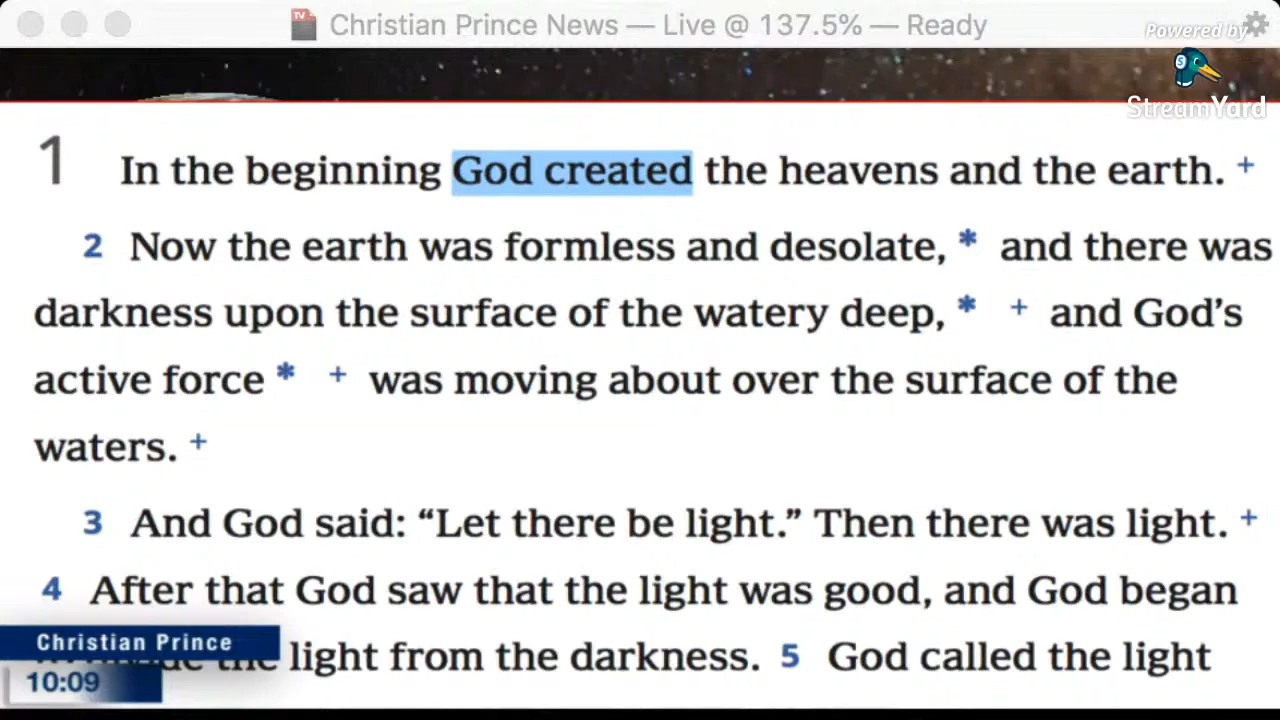 Christian Prince News — Live @ 137.5% — Ready
Powered by
StreamYard
1 In the beginning God created the heavens and the earth. +
2 Now the earth was formless and desolate, * and there was
darkness upon the surface of the watery deep, * + and God's
active force * + was moving about over the surface of the
waters. +
3 And God said: “Let there be light.” Then there was light. +
4 After that God saw that the light was good, and God began
the light from the darkness. 5 God called the light
Christian Prince
10:09